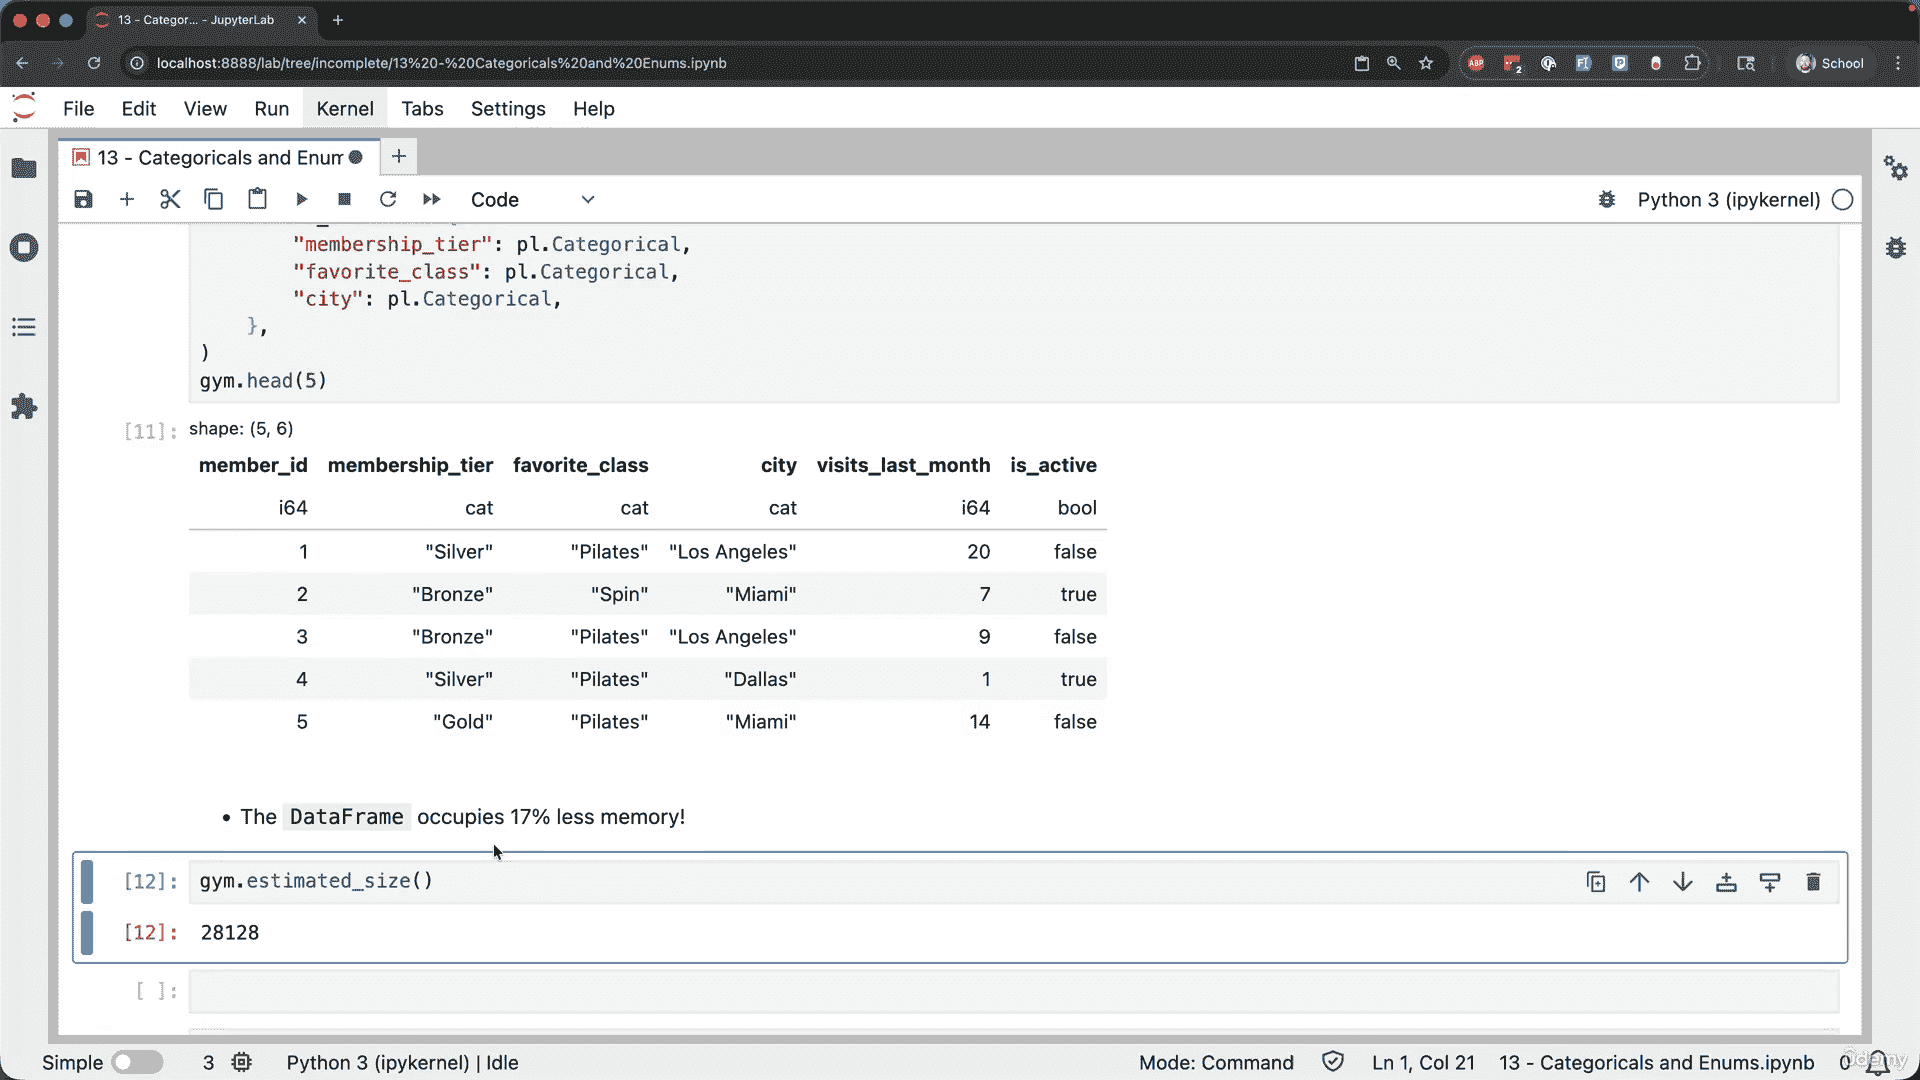 13 - Categor... - JupyterLab
localhost:8888/lab/tree/incomplete/13%20-%20Categoricals%20and%20Enums.ipynb
ABP
2
School
File Edit View Run Kernel Tabs Settings Help
13 - Categoricals and Enum
Code
Python 3 (ipykernel)
"membership_tier": pl.Categorical,
"favorite_class": pl.Categorical,
"city": pl.Categorical,
},
)
gym.head(5)
[11]: shape: (5, 6)
member_id membership_tier favorite_class city visits_last_month is_active
i64 cat cat cat i64 bool
1 "Silver" "Pilates" "Los Angeles" 20 false
2 "Bronze" "Spin" "Miami" 7 true
3 "Bronze" "Pilates" "Los Angeles" 9 false
4 "Silver" "Pilates" "Dallas" 1 true
5 "Gold" "Pilates" "Miami" 14 false
• The DataFrame occupies 17% less memory!
[12]: gym.estimated_size()
[12]: 28128
[ ]:
Simple 3 Python 3 (ipykernel) | Idle Mode: Command Ln 1, Col 21 13 - Categoricals and Enums.ipynb 0
udemy